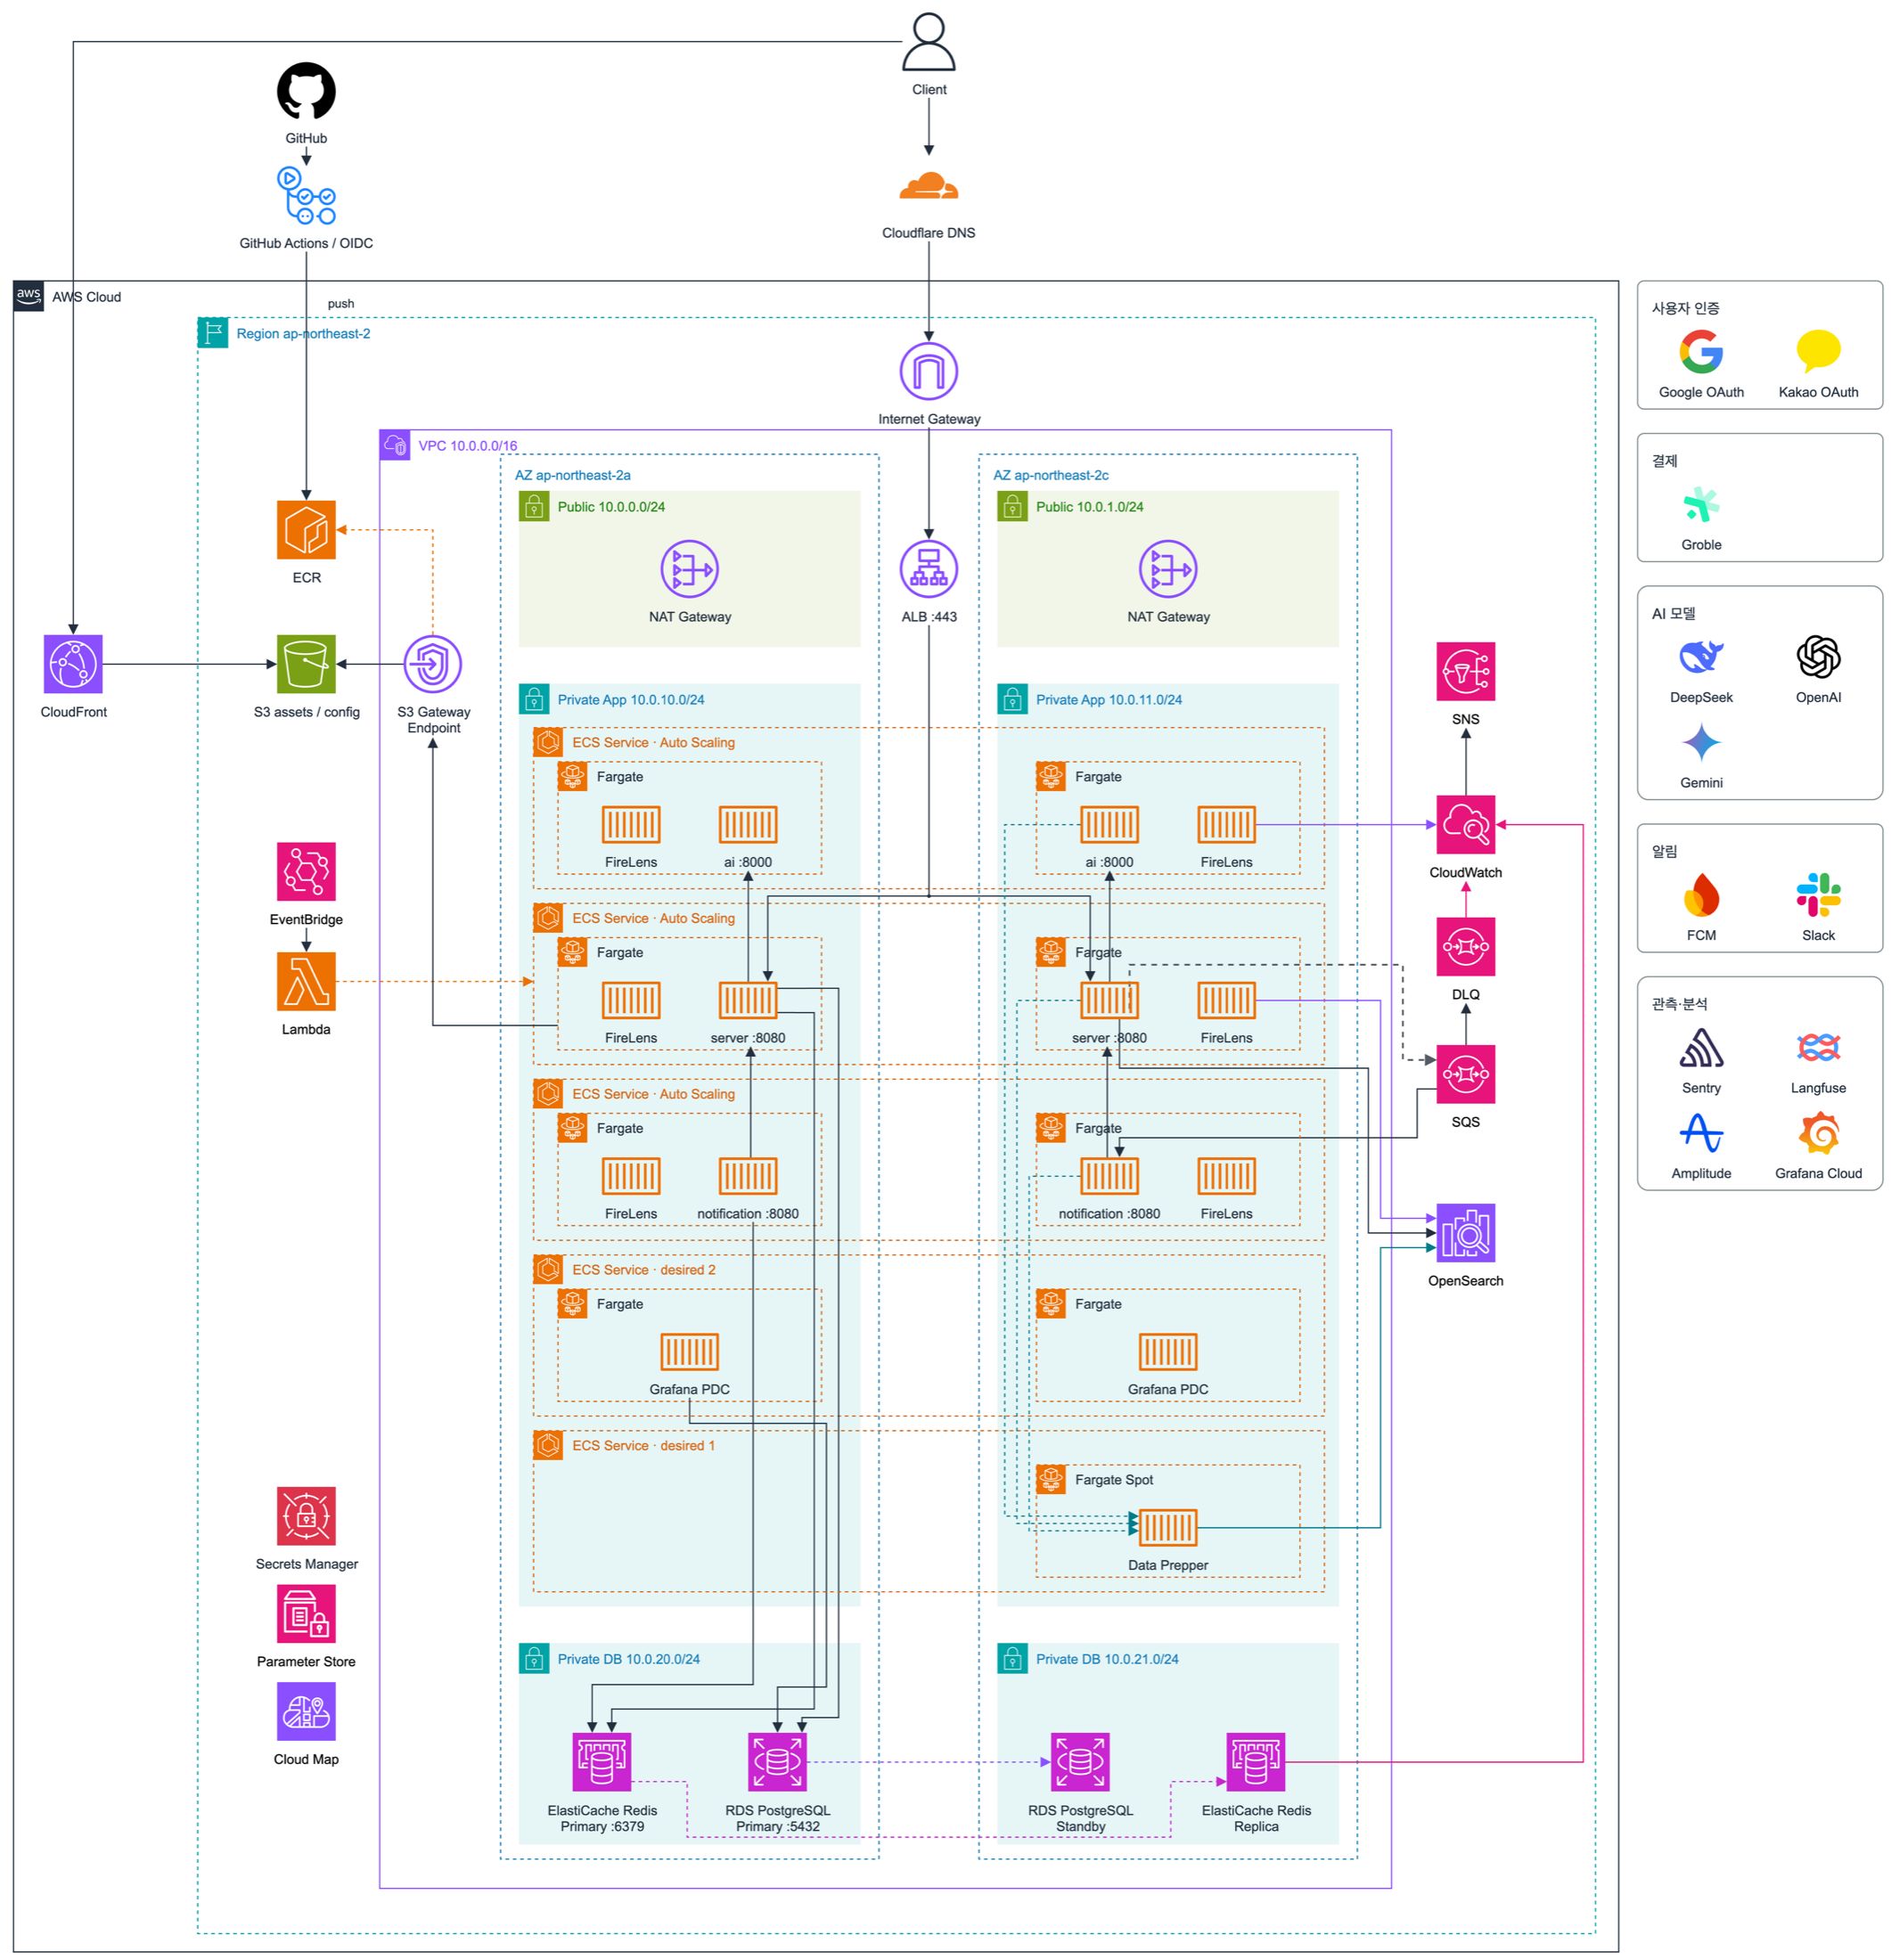 Client
GitHub
GitHub Actions / OIDC
Cloudflare DNS
aws
AWS Cloud
push
Region ap-northeast-2
Internet Gateway
VPC 10.0.0.0/16
AZ ap-northeast-2a
AZ ap-northeast-2c
Public 10.0.0.0/24
Public 10.0.1.0/24
ECR
NAT Gateway
ALB :443
NAT Gateway
CloudFront
S3 assets / config
S3 Gateway
Endpoint
Private App 10.0.10.0/24
Private App 10.0.11.0/24
SNS
ECS Service · Auto Scaling
Fargate
Fargate
FireLens
ai :8000
ai :8000
FireLens
CloudWatch
EventBridge
ECS Service · Auto Scaling
Fargate
Fargate
Lambda
FireLens
server :8080
server :8080
FireLens
DLQ
ECS Service · Auto Scaling
Fargate
Fargate
SQS
FireLens
notification :8080
notification :8080
FireLens
ECS Service · desired 2
Fargate
Fargate
OpenSearch
Grafana PDC
Grafana PDC
ECS Service · desired 1
Fargate Spot
Data Prepper
Secrets Manager
Parameter Store
Cloud Map
Private DB 10.0.20.0/24
Private DB 10.0.21.0/24
ElastiCache Redis
Primary :6379
RDS PostgreSQL
Primary :5432
RDS PostgreSQL
Standby
ElastiCache Redis
Replica
사용자 인증
Google OAuth
Kakao OAuth
결제
Groble
AI 모델
DeepSeek
OpenAI
Gemini
알림
FCM
Slack
관측·분석
Sentry
Langfuse
Amplitude
Grafana Cloud